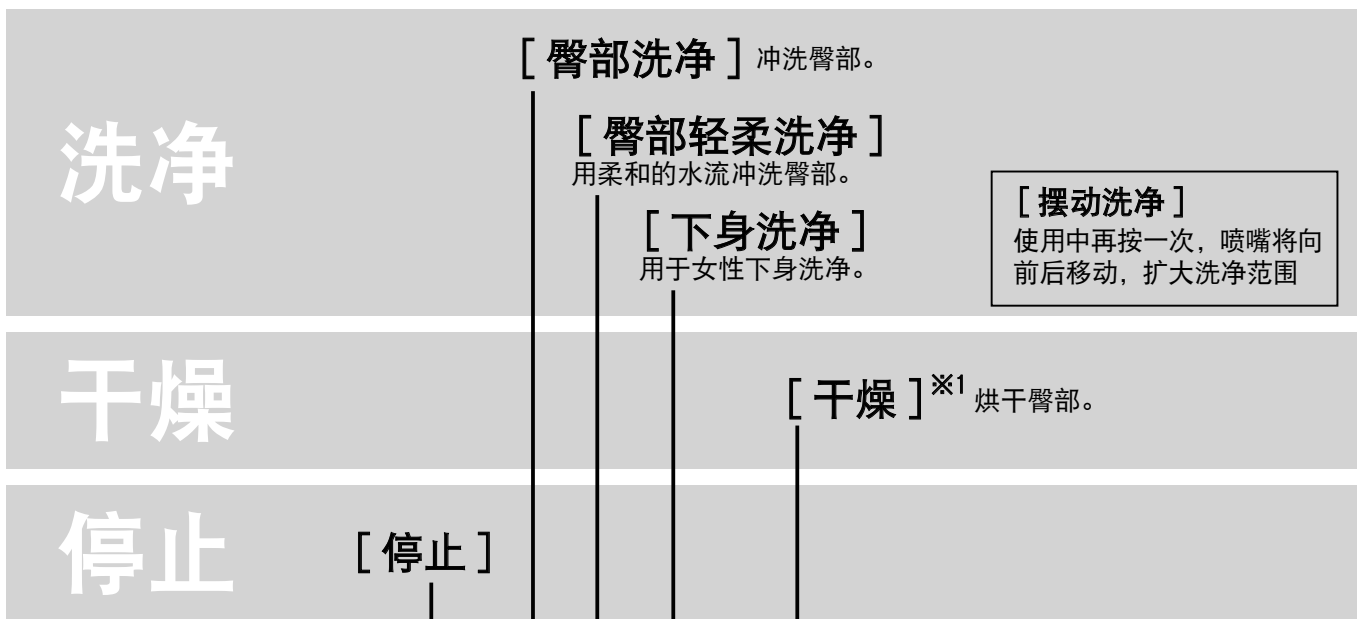 洗净
[ 臀部洗净 ] 冲洗臀部。
[ 臀部轻柔洗净 ]
用柔和的水流冲洗臀部。
[ 下身洗净 ]
用于女性下身洗净。
[ 摆动洗净 ]
使用中再按一次，喷嘴将向
前后移动，扩大洗净范围
干燥
[ 干燥 ]※1 烘干臀部。
停止
[ 停止 ]